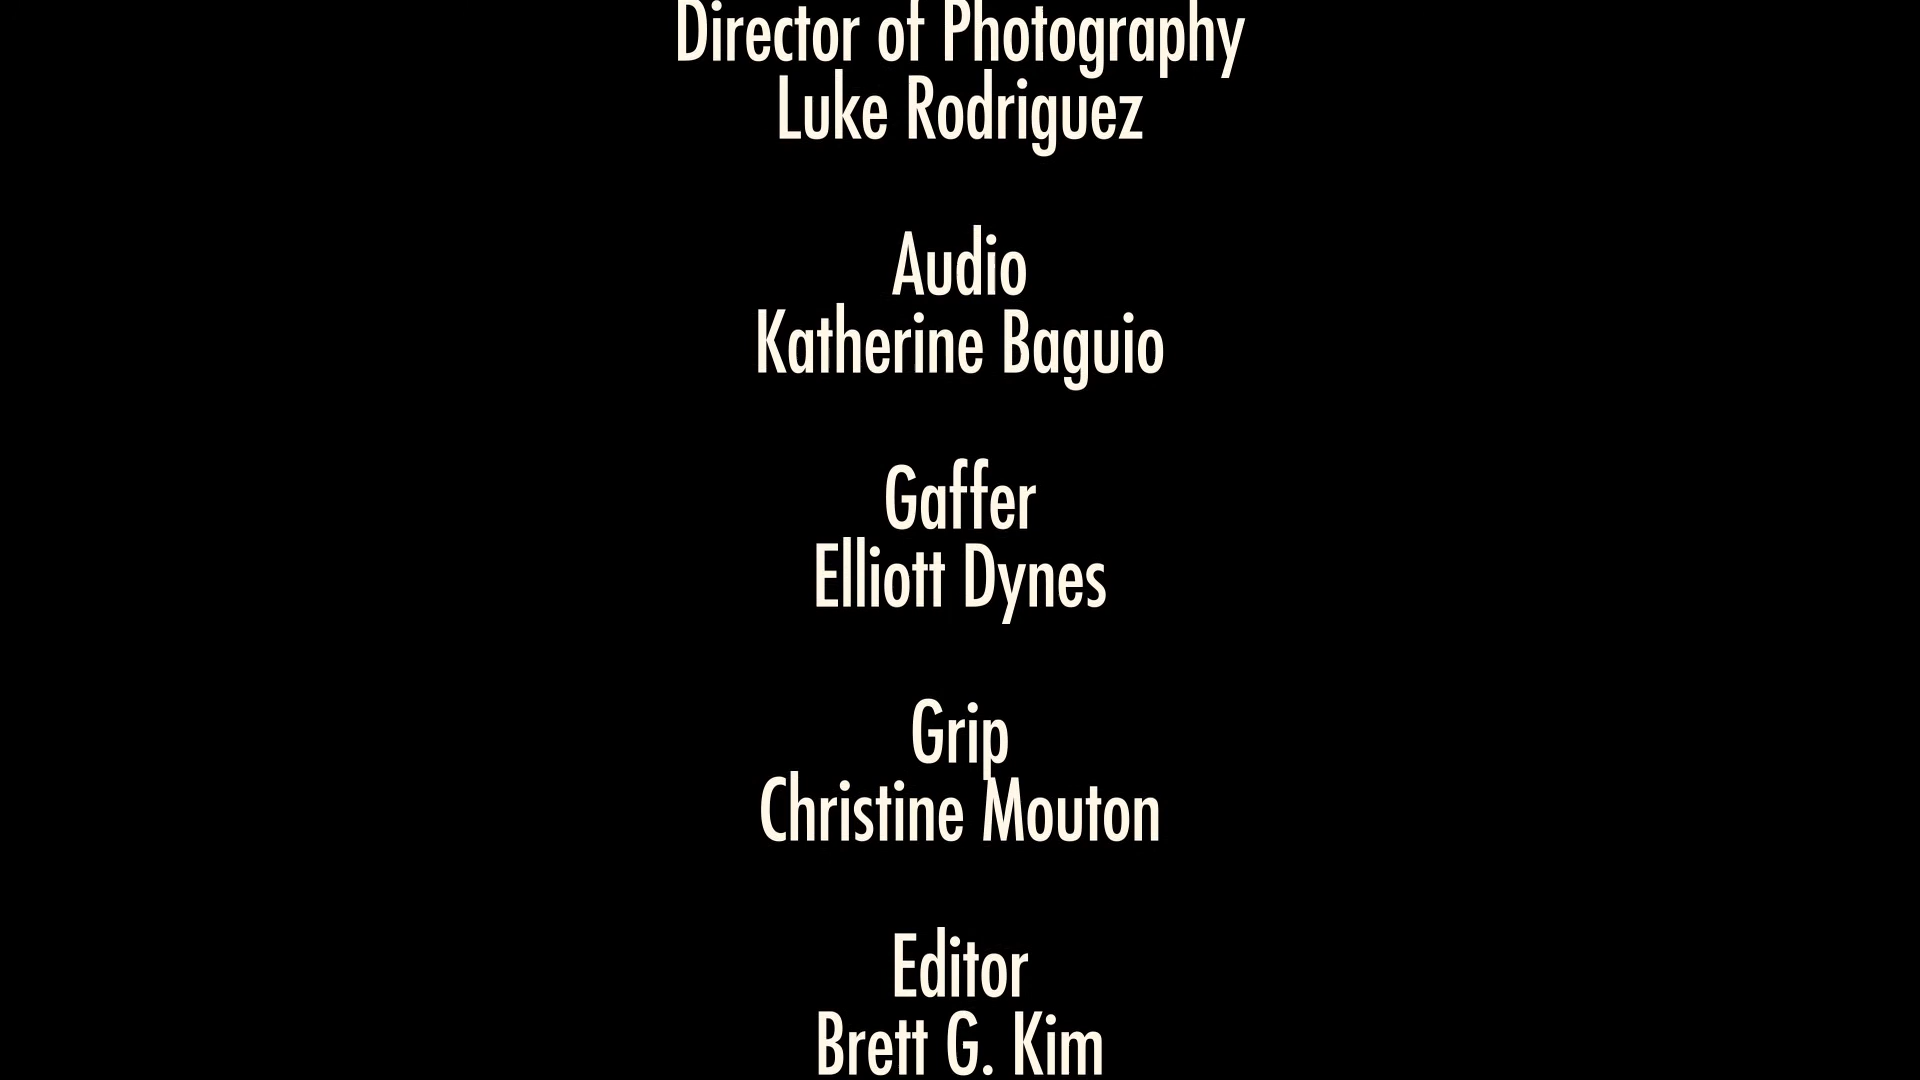 Director of Photography
Luke Rodriguez
Audio
Katherine Baguio
Gaffer
Elliott Dynes
Grip
Christine Mouton
Editor
Brett G. Kim